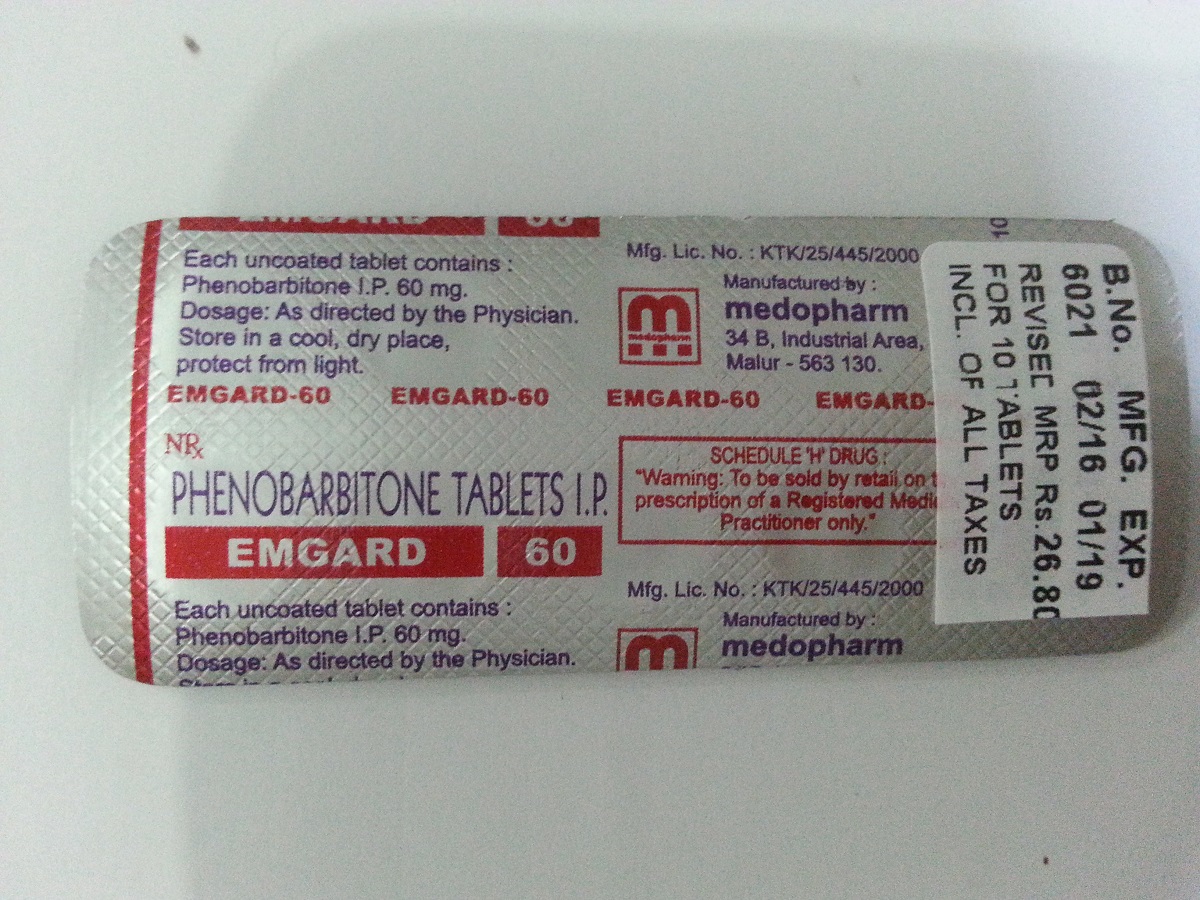 EMGARD 60
Each uncoated tablet contains :
Phenobarbitone I.P. 60 mg.
Dosage: As directed by the Physician.
Store in a cool, dry place,
protect from light.
Mfg. Lic. No. : KTK/25/445/2000
Manufactured by :
medopharm
medopharm
34 B, Industrial Area,
Malur - 563 130.
EMGARD-60 EMGARD-60 EMGARD-60 EMGARD-
NRx
PHENOBARBITONE TABLETS I.P.
EMGARD 60
SCHEDULE 'H' DRUG :
"Warning: To be sold by retail on
prescription of a Registered
Practitioner only."
Each uncoated tablet contains :
Phenobarbitone I.P. 60 mg.
Dosage: As directed by the Physician.
Mfg. Lic. No. : KTK/25/445/2000
m
Manufactured by :
medopharm
10
B.No. MFG. EXP.
6021 02/16 01/19
REVISED MRP Rs.26.80
FOR 10 TABLETS
INCL. OF ALL TAXES